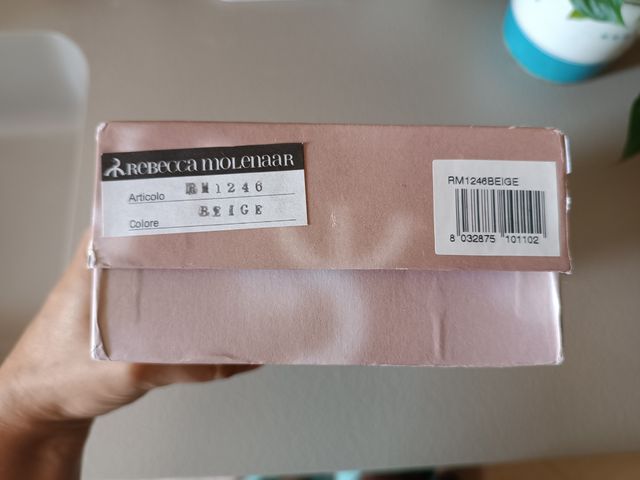 REBECCA MOLENAAR
Articolo RM1246
Colore BEIGE
RM1246BEIGE
8 032875 101102